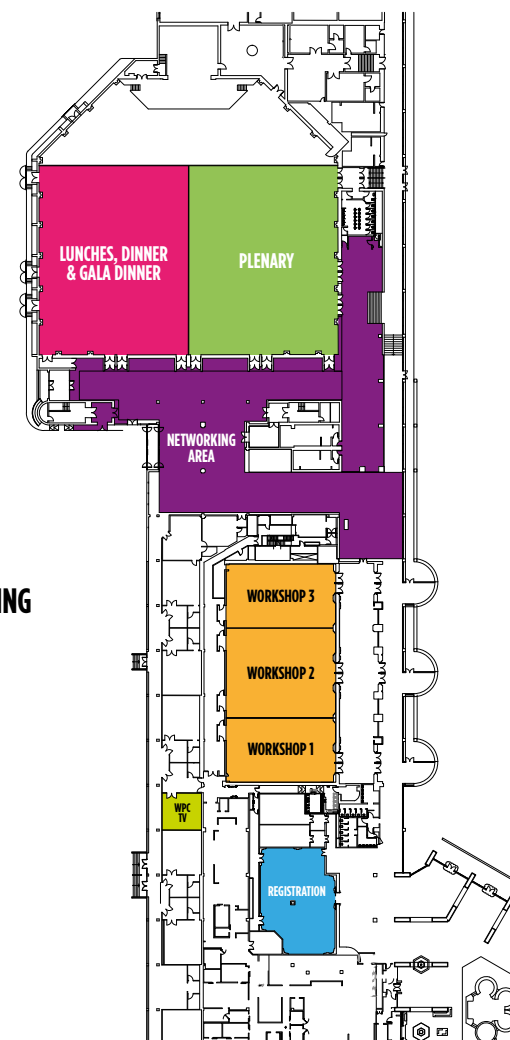 LUNCHES, DINNER
& GALA DINNER
PLENARY
NETWORKING
AREA
ING
WORKSHOP 3
WORKSHOP 2
WORKSHOP 1
WPC
TV
REGISTRATION